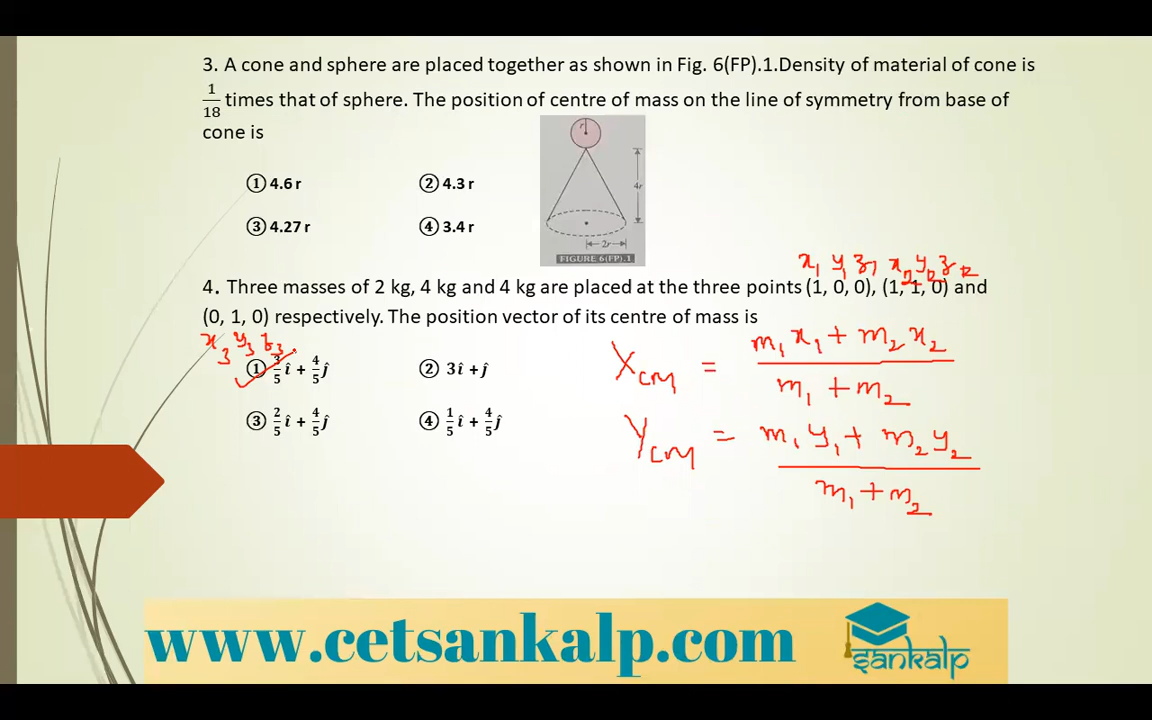 3. A cone and sphere are placed together as shown in Fig. 6(FP).1.Density of material of cone is
1/18 times that of sphere. The position of centre of mass on the line of symmetry from base of
cone is
r
4r
2r
FIGURE 6(FP).1
① 4.6 r ② 4.3 r
③ 4.27 r ④ 3.4 r
x₁ y₁ z₁ x₂ y₂ z₂
4. Three masses of 2 kg, 4 kg and 4 kg are placed at the three points (1, 0, 0), (1, 1, 0) and
(0, 1, 0) respectively. The position vector of its centre of mass is
x₃ y₃ z₃
① 3/5 î + 4/5 ĵ ② 3î + ĵ
③ 2/5 î + 4/5 ĵ ④ 1/5 î + 4/5 ĵ
X_CM = (m₁x₁ + m₂x₂)/(m₁ + m₂)
Y_CM = (m₁y₁ + m₂y₂)/(m₁ + m₂)
www.cetsankalp.com
sankalp